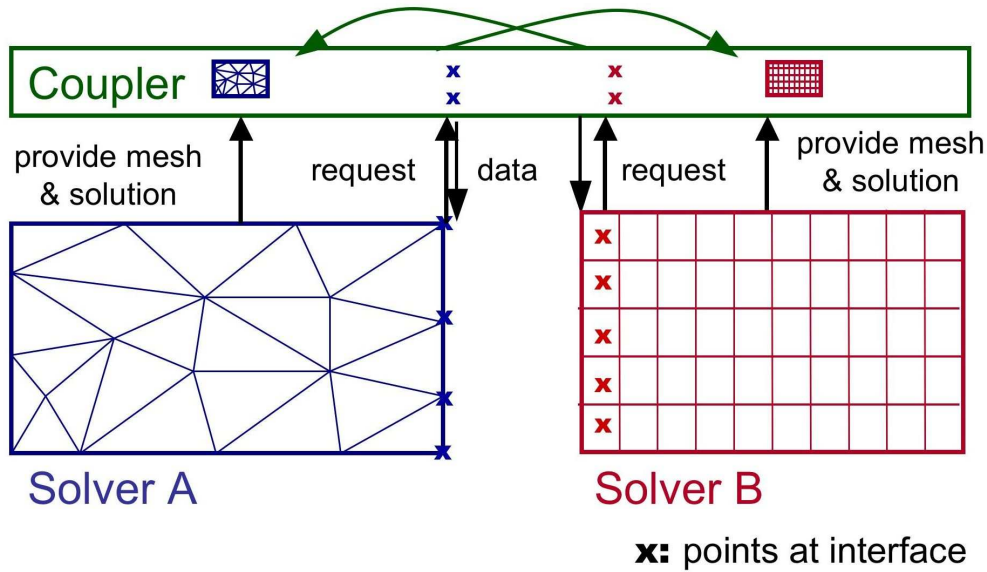 Coupler
x
x
x
x
provide mesh
& solution
request
data
request
provide mesh
& solution
x
x
x
x
x
x
x
x
x
Solver A
Solver B
x: points at interface